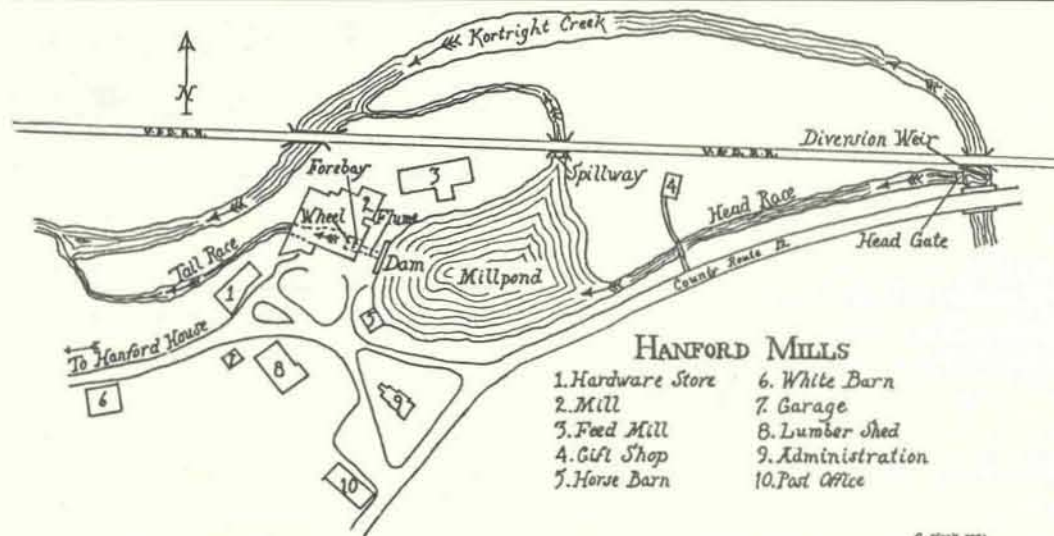 Kortright Creek
N
Diversion Weir
Forebay
Spillway
3
4
2
Flume
Wheel
Head Race
Head Gate
Tail Race
Dam
Millpond
County Route 12
1
5
To Hanford House
7
8
6
9
10
HANFORD MILLS
1. Hardware Store
2. Mill
3. Feed Mill
4. Gift Shop
5. Horse Barn
6. White Barn
7. Garage
8. Lumber Shed
9. Administration
10. Post Office